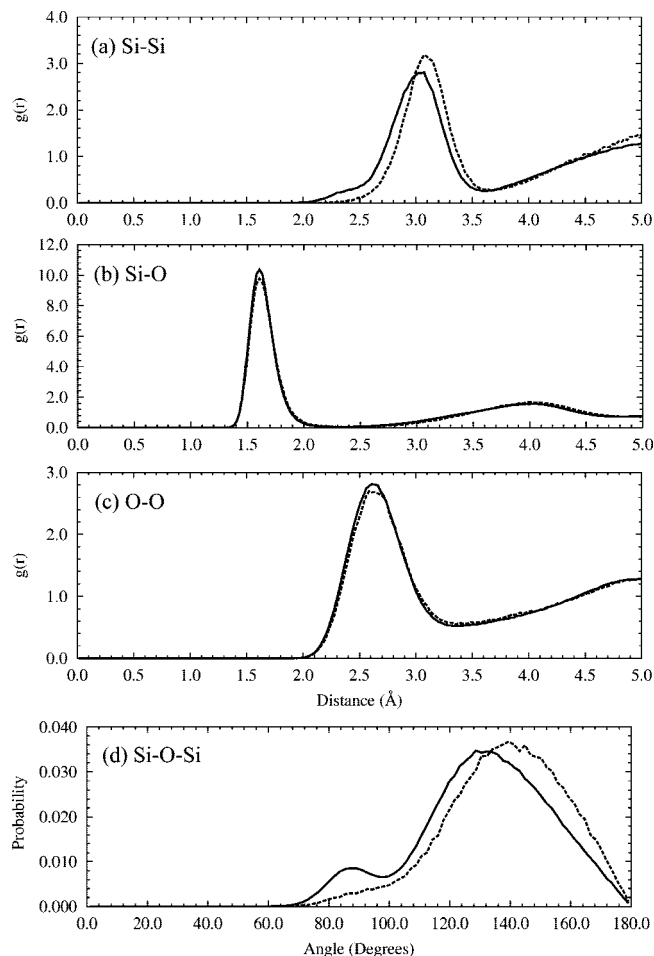 4.0
(a) Si-Si
3.0
g(r)
2.0
1.0
0.0
0.0 0.5 1.0 1.5 2.0 2.5 3.0 3.5 4.0 4.5 5.0
12.0
10.0
(b) Si-O
8.0
g(r)
6.0
4.0
2.0
0.0
0.0 0.5 1.0 1.5 2.0 2.5 3.0 3.5 4.0 4.5 5.0
3.0
(c) O-O
2.0
g(r)
1.0
0.0
0.0 0.5 1.0 1.5 2.0 2.5 3.0 3.5 4.0 4.5 5.0
Distance (Å)
0.040
(d) Si-O-Si
0.030
Probability
0.020
0.010
0.000
0.0 20.0 40.0 60.0 80.0 100.0 120.0 140.0 160.0 180.0
Angle (Degrees)